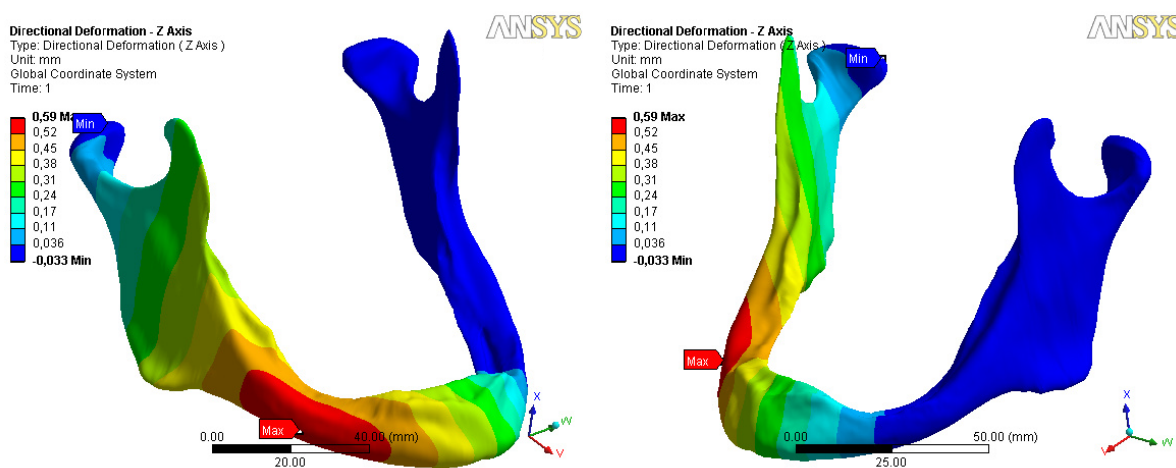 Directional Deformation - Z Axis
Type: Directional Deformation ( Z Axis )
Unit: mm
Global Coordinate System
Time: 1
ANSYS
0,59 Max
0,52
0,45
0,38
0,31
0,24
0,17
0,11
0,036
-0,033 Min
Min
Max
0.00
40.00 (mm)
20.00
X
Directional Deformation - Z Axis
Type: Directional Deformation ( Z Axis )
Unit: mm
Global Coordinate System
Time: 1
ANSYS
0,59 Max
0,52
0,45
0,38
0,31
0,24
0,17
0,11
0,036
-0,033 Min
Min
Max
0.00
50.00 (mm)
25.00
X